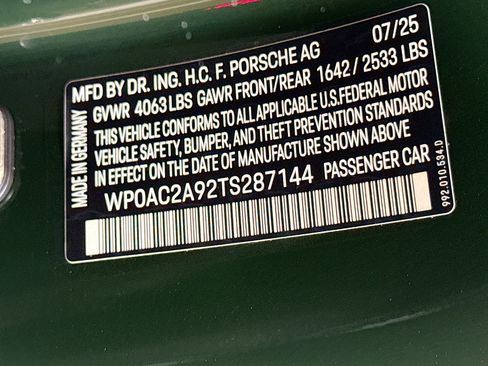 MFD BY DR. ING. H.C. F. PORSCHE AG 07/25
GVWR 4063 LBS GAWR FRONT/REAR 1642 / 2533 LBS
THIS VEHICLE CONFORMS TO ALL APPLICABLE U.S.FEDERAL MOTOR
VEHICLE SAFETY, BUMPER, AND THEFT PREVENTION STANDARDS
IN EFFECT ON THE DATE OF MANUFACTURE SHOWN ABOVE
WP0AC2A92TS287144 PASSENGER CAR
MADE IN GERMANY
992.010.534.D